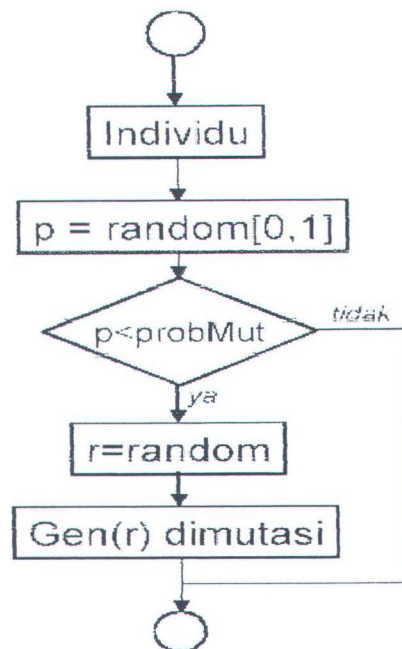 Individu
p = random[0,1]
p<probMut
tidak
ya
r=random
Gen(r) dimutasi